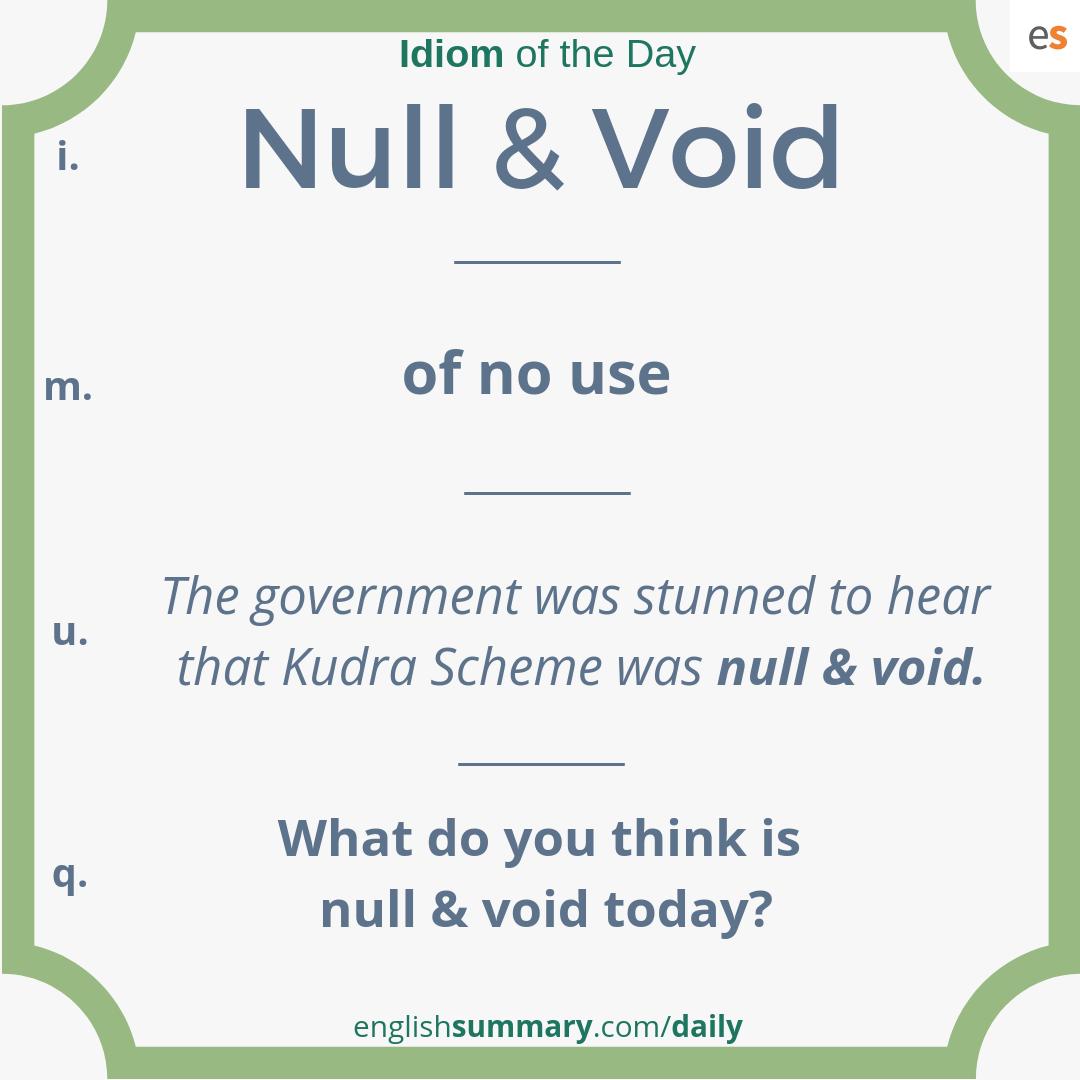 es
Idiom of the Day
i.
Null & Void
m.
of no use
u.
The government was stunned to hear
that Kudra Scheme was null & void.
q.
What do you think is
null & void today?
englishsummary.com/daily